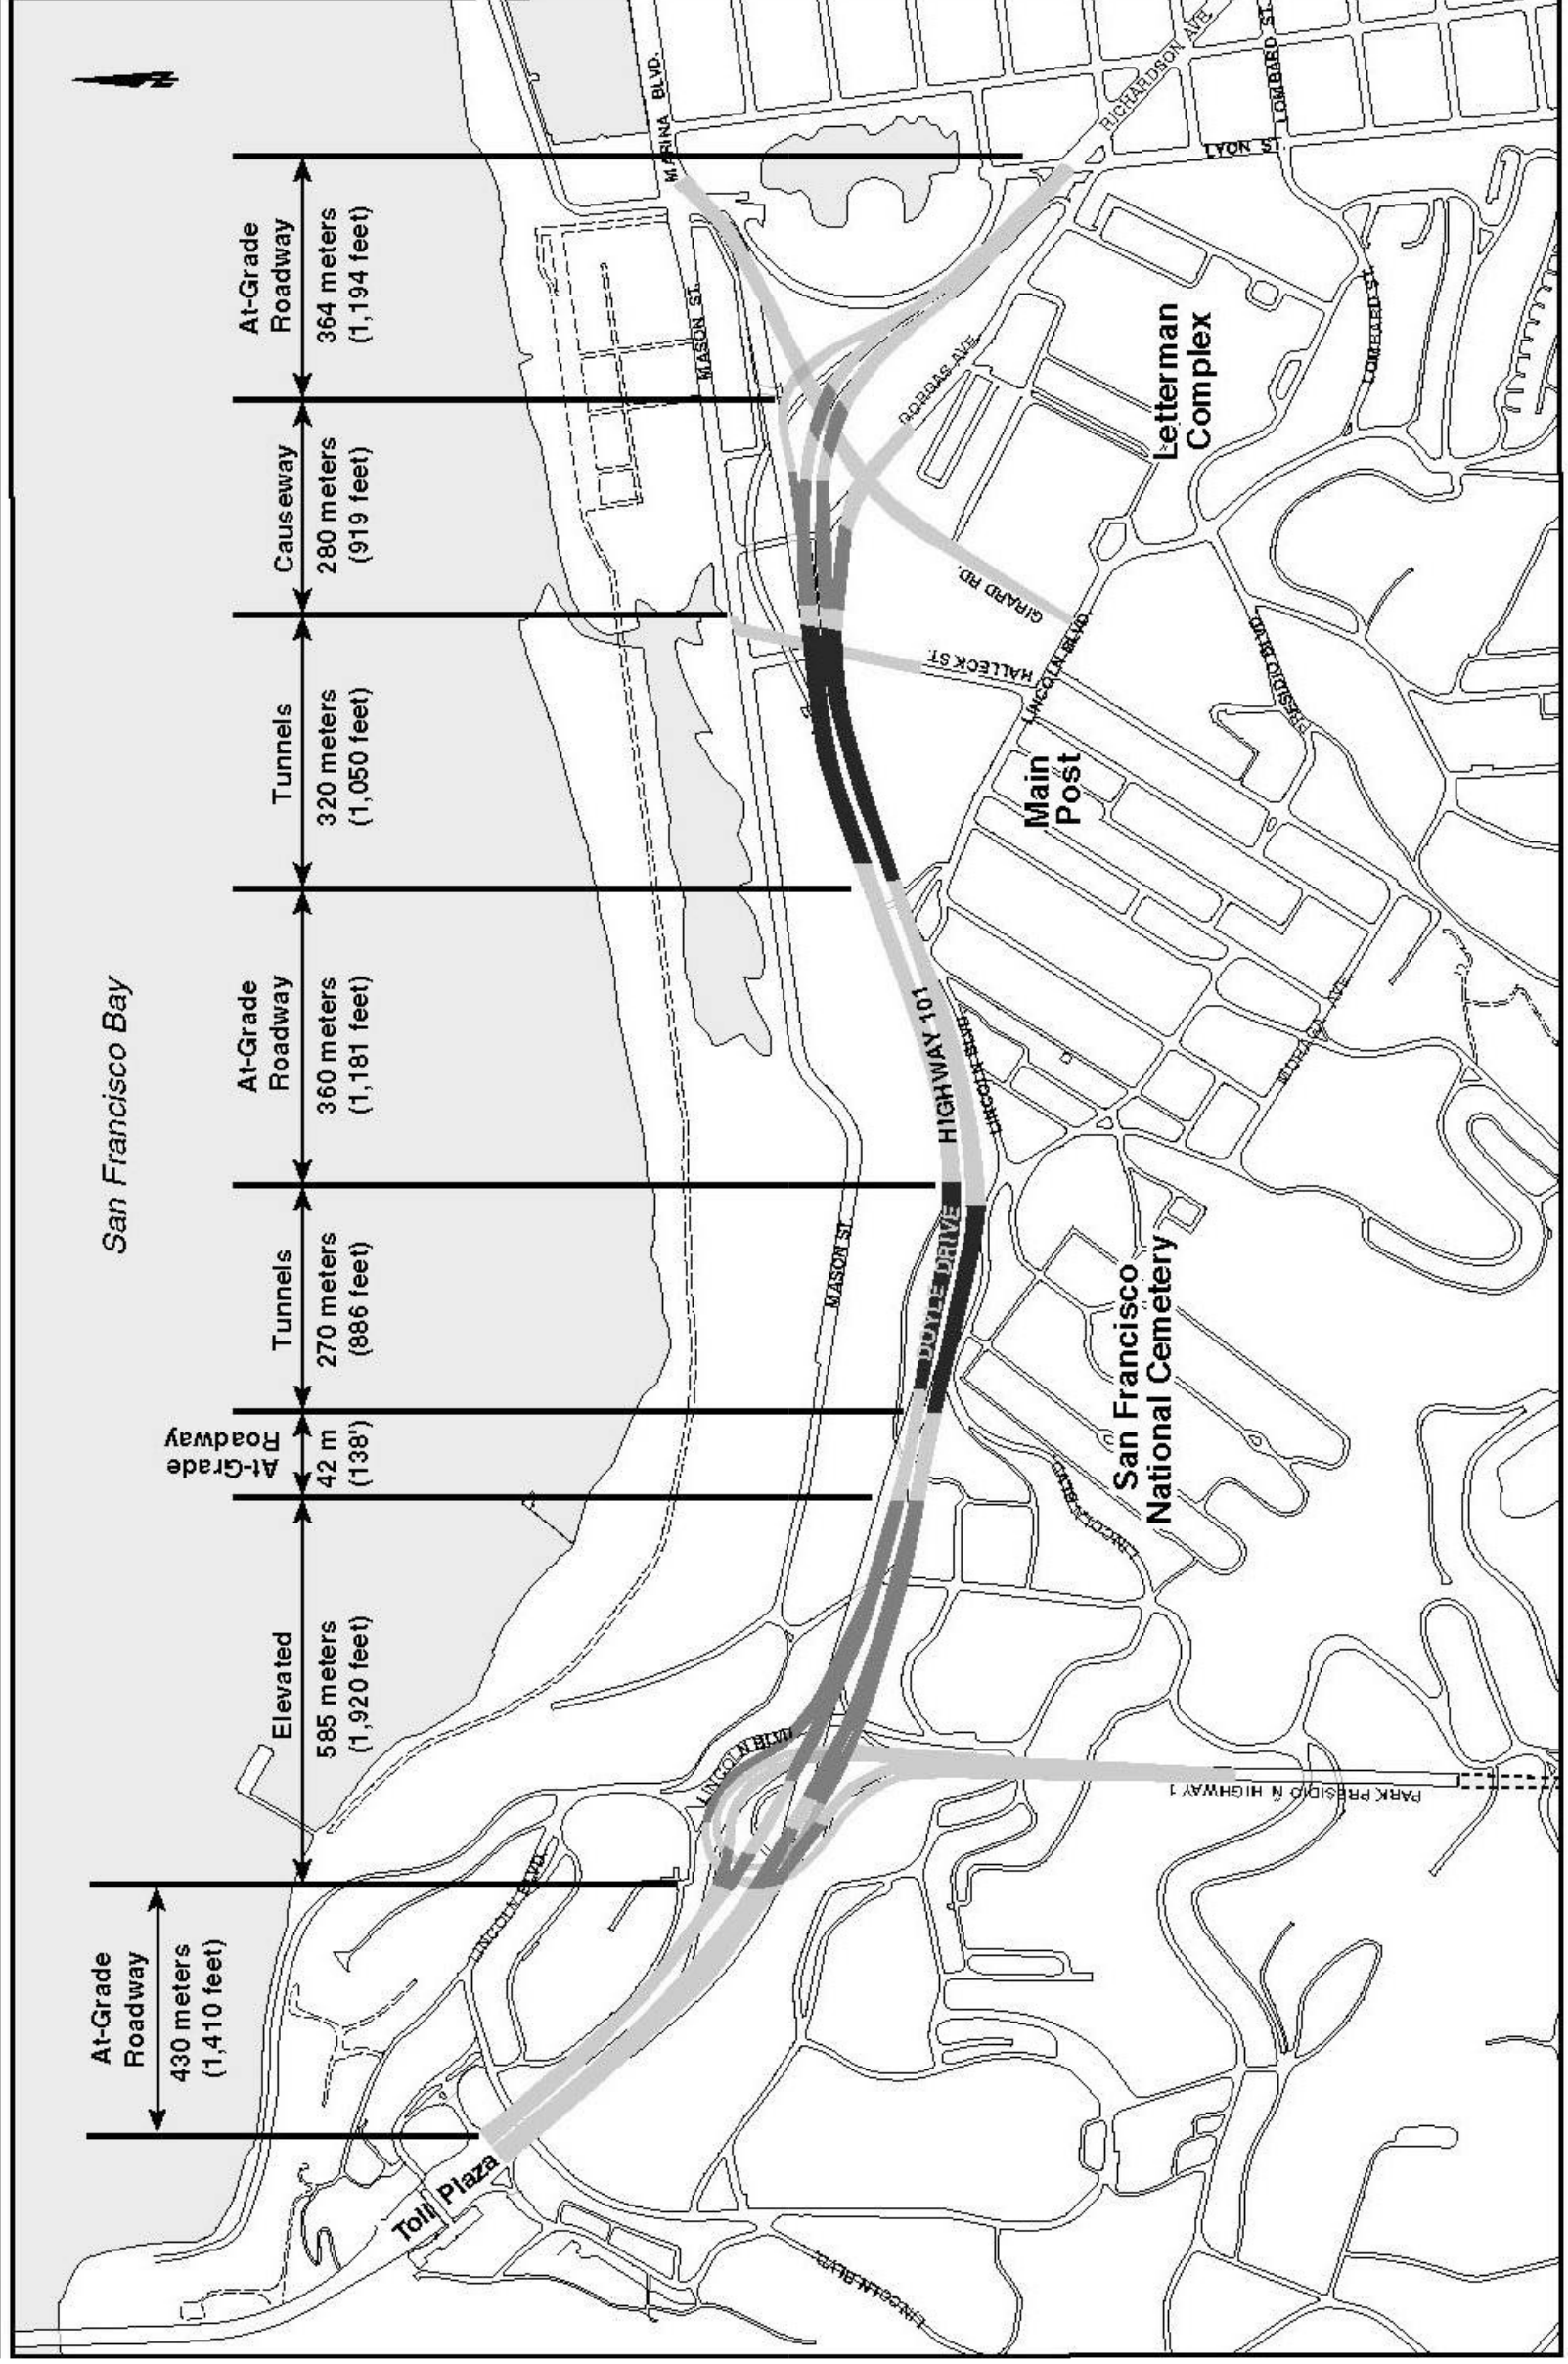 San Francisco Bay
At-Grade
Roadway
430 meters
(1,410 feet)
Elevated
585 meters
(1,920 feet)
At-Grade
Roadway
42 m
(138')
Tunnels
270 meters
(886 feet)
At-Grade
Roadway
360 meters
(1,181 feet)
Tunnels
320 meters
(1,050 feet)
Causeway
280 meters
(919 feet)
At-Grade
Roadway
364 meters
(1,194 feet)
N
Toll Plaza
LINCOLN BLVD.
LINCOLN BLVD.
LINCOLN BLVD
PARK PRESIDIO N HIGHWAY 1
LINCOLN BLVD.
MASON ST.
DOYLE DRIVE
HIGHWAY 101
LINCOLN BLVD.
San Francisco
National Cemetery
MORAGA AVE
Main
Post
LINCOLN BLVD.
HALLECK ST.
GIRARD RD.
PRESIDIO BLVD.
GORGAS AVE.
Letterman
Complex
MASON ST.
MARINA BLVD.
RICHARDSON AVE
LYON ST.
LOMBARD ST.
LOMBARD ST.